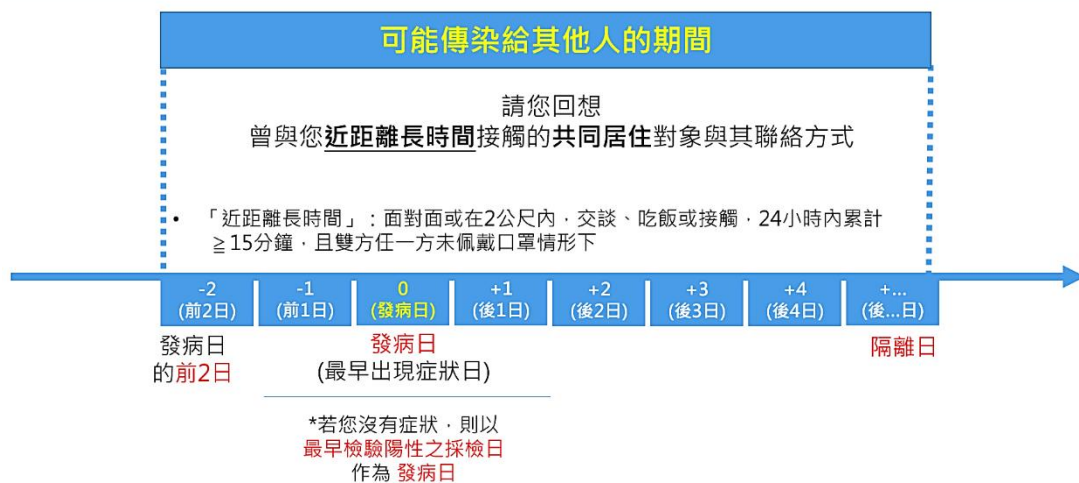 可能傳染給其他人的期間
請您回想
曾與您近距離長時間接觸的共同居住對象與其聯絡方式
• 「近距離長時間」：面對面或在2公尺內，交談、吃飯或接觸，24小時內累計
≧15分鐘，且雙方任一方未佩戴口罩情形下
-2 -1 0 +1 +2 +3 +4 +...
(前2日) (前1日) (發病日) (後1日) (後2日) (後3日) (後4日) (後...日)
發病日 發病日 隔離日
的前2日 (最早出現症狀日)
*若您沒有症狀，則以
最早檢驗陽性之採檢日
作為 發病日